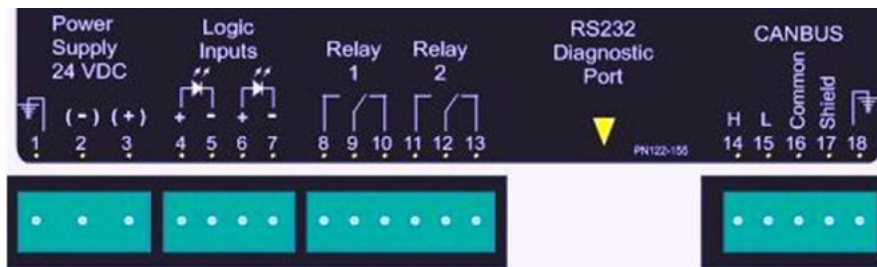 Power
Supply
24 VDC
Logic
Inputs
Relay
1
Relay
2
RS232
Diagnostic
Port
CANBUS
(-) (+)
+ - + -
H L Common Shield
1 2 3 4 5 6 7 8 9 10 11 12 13 14 15 16 17 18
PN122-156